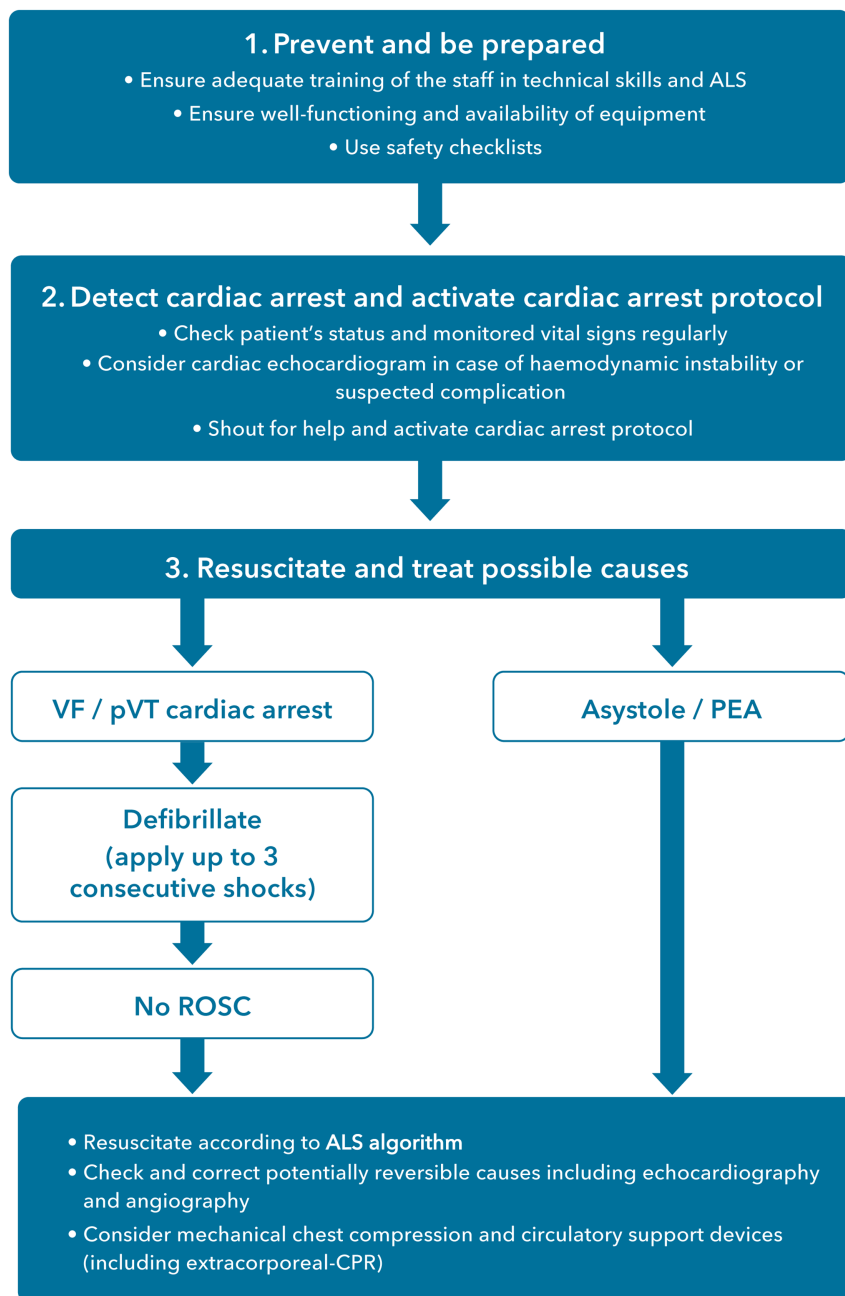 1. Prevent and be prepared
• Ensure adequate training of the staff in technical skills and ALS
• Ensure well-functioning and availability of equipment
• Use safety checklists
2. Detect cardiac arrest and activate cardiac arrest protocol
• Check patient's status and monitored vital signs regularly
• Consider cardiac echocardiogram in case of haemodynamic instability or
suspected complication
• Shout for help and activate cardiac arrest protocol
3. Resuscitate and treat possible causes
VF / pVT cardiac arrest
Asystole / PEA
Defibrillate
(apply up to 3
consecutive shocks)
No ROSC
• Resuscitate according to ALS algorithm
• Check and correct potentially reversible causes including echocardiography
and angiography
• Consider mechanical chest compression and circulatory support devices
(including extracorporeal-CPR)